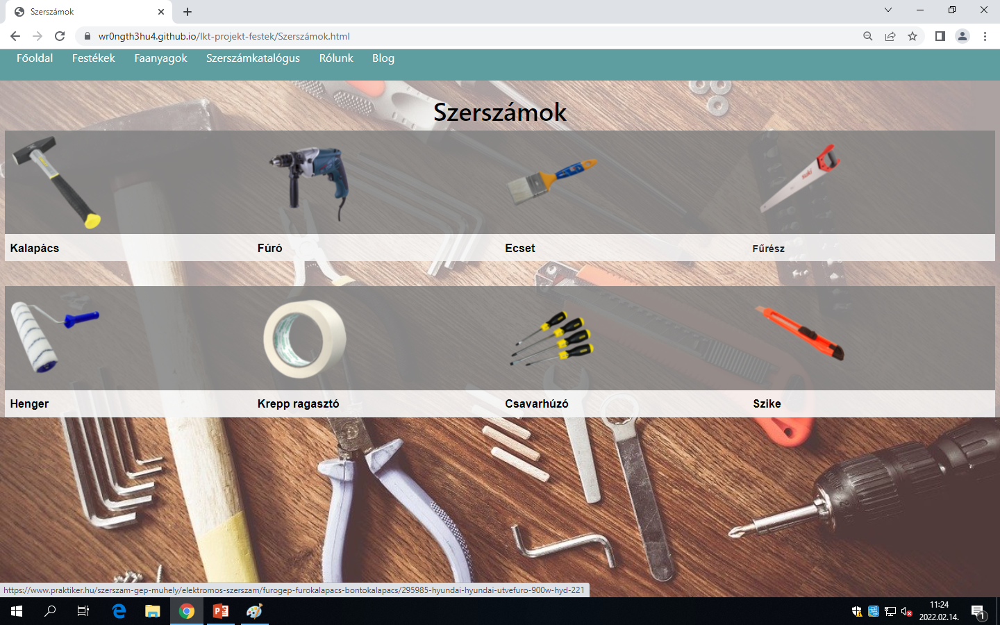 Szerszámok
wr0ngth3hu4.github.io/lkt-projekt-festek/Szerszámok.html
Főoldal Festékek Faanyagok Szerszámkatalógus Rólunk Blog
Szerszámok
Kalapács Fúró Ecset Fűrész
Henger Krepp ragasztó Csavarhúzó Szike
https://www.praktiker.hu/szerszam-gep-muhely/elektromos-szerszam/furogep-furokalapacs-bontokalapacs/295985-hyundai-hyundai-utvefuro-900w-hyd-221
11:24
2022.02.14.
1